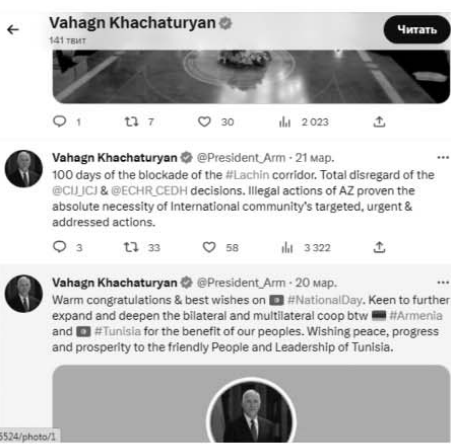 Vahagn Khachaturyan
141 твит
Читать
1 7 30 2 023
Vahagn Khachaturyan @President_Arm · 21 мар.
100 days of the blockade of the #Lachin corridor. Total disregard of the
@CIJ_ICJ & @ECHR_CEDH decisions. Illegal actions of AZ proven the
absolute necessity of International community's targeted, urgent &
addressed actions.
3 33 58 3 322
Vahagn Khachaturyan @President_Arm · 20 мар.
Warm congratulations & best wishes on #NationalDay. Keen to further
expand and deepen the bilateral and multilateral coop btw #Armenia
and #Tunisia for the benefit of our peoples. Wishing peace, progress
and prosperity to the friendly People and Leadership of Tunisia.
5524/photo/1